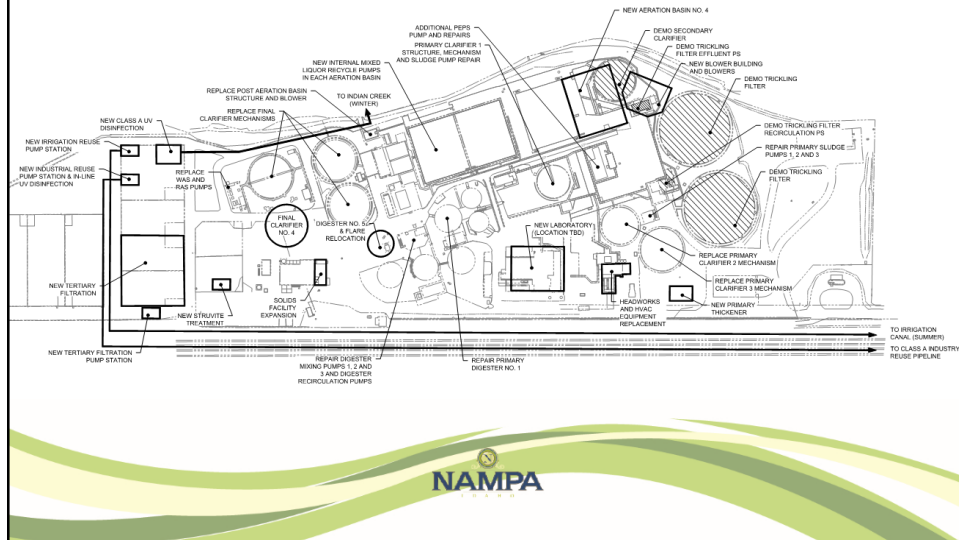 NEW AERATION BASIN NO. 4
ADDITIONAL PEPS
PUMP AND REPAIRS
DEMO SECONDARY
CLARIFIER
PRIMARY CLARIFIER 1
STRUCTURE, MECHANISM
AND SLUDGE PUMP REPAIR
DEMO TRICKLING
FILTER EFFLUENT PS
NEW INTERNAL MIXED
LIQUOR RECYCLE PUMPS
IN EACH AERATION BASIN
NEW BLOWER BUILDING
AND BLOWERS
DEMO TRICKLING
FILTER
REPLACE POST AERATION BASIN
STRUCTURE AND BLOWER
TO INDIAN CREEK
(WINTER)
REPLACE FINAL
CLARIFIER MECHANISMS
NEW CLASS A UV
DISINFECTION
DEMO TRICKLING FILTER
RECIRCULATION PS
NEW IRRIGATION REUSE
PUMP STATION
REPAIR PRIMARY SLUDGE
PUMPS 1, 2 AND 3
NEW INDUSTRIAL REUSE
PUMP STATION & IN-LINE
UV DISINFECTION
REPLACE
WAS AND
RAS PUMPS
DEMO TRICKLING
FILTER
FINAL
CLARIFIER
NO. 4
DIGESTER NO. 5
& FLARE
RELOCATION
NEW LABORATORY
(LOCATION TBD)
REPLACE PRIMARY
CLARIFIER 2 MECHANISM
NEW TERTIARY
FILTRATION
REPLACE PRIMARY
CLARIFIER 3 MECHANISM
SOLIDS
FACILITY
EXPANSION
HEADWORKS
AND HVAC
EQUIPMENT
REPLACEMENT
NEW PRIMARY
THICKENER
NEW STRUVITE
TREATMENT
TO IRRIGATION
CANAL (SUMMER)
NEW TERTIARY FILTRATION
PUMP STATION
TO CLASS A INDUSTRY
REUSE PIPELINE
REPAIR DIGESTER
MIXING PUMPS 1, 2 AND
3 AND DIGESTER
RECIRCULATION PUMPS
REPAIR PRIMARY
DIGESTER NO. 1
N
NAMPA
IDAHO